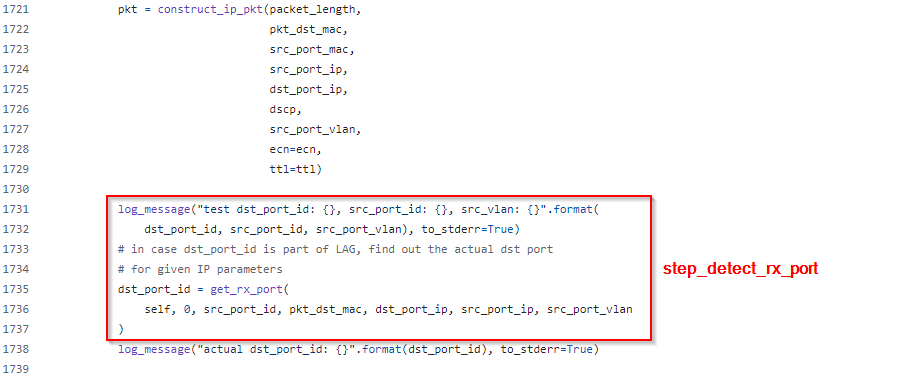 1721 pkt = construct_ip_pkt(packet_length,
1722 pkt_dst_mac,
1723 src_port_mac,
1724 src_port_ip,
1725 dst_port_ip,
1726 dscp,
1727 src_port_vlan,
1728 ecn=ecn,
1729 ttl=ttl)
1730
1731 log_message("test dst_port_id: {}, src_port_id: {}, src_vlan: {}".format(
1732 dst_port_id, src_port_id, src_port_vlan), to_stderr=True)
1733 # in case dst_port_id is part of LAG, find out the actual dst port
1734 # for given IP parameters
step_detect_rx_port
1735 dst_port_id = get_rx_port(
1736 self, 0, src_port_id, pkt_dst_mac, dst_port_ip, src_port_ip, src_port_vlan
1737 )
1738 log_message("actual dst_port_id: {}".format(dst_port_id), to_stderr=True)
1739